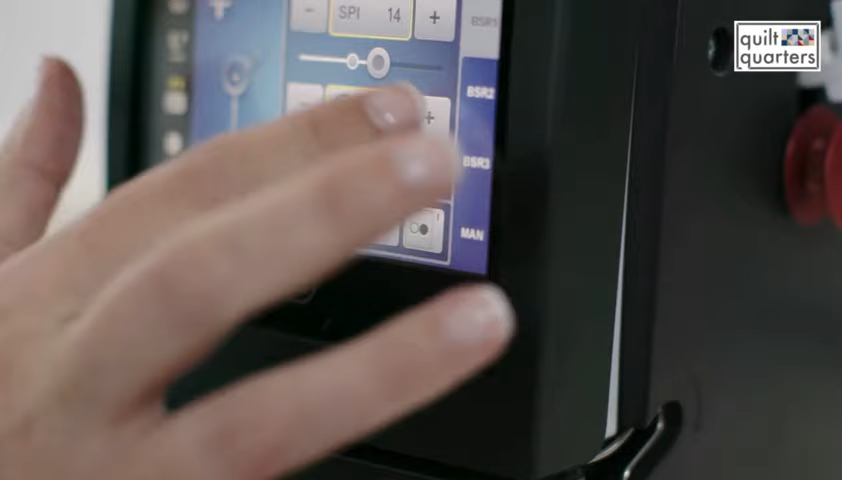 quilt
quarters
- SPI 14 +
BSR1
BSR2
+
BSR3
MAN